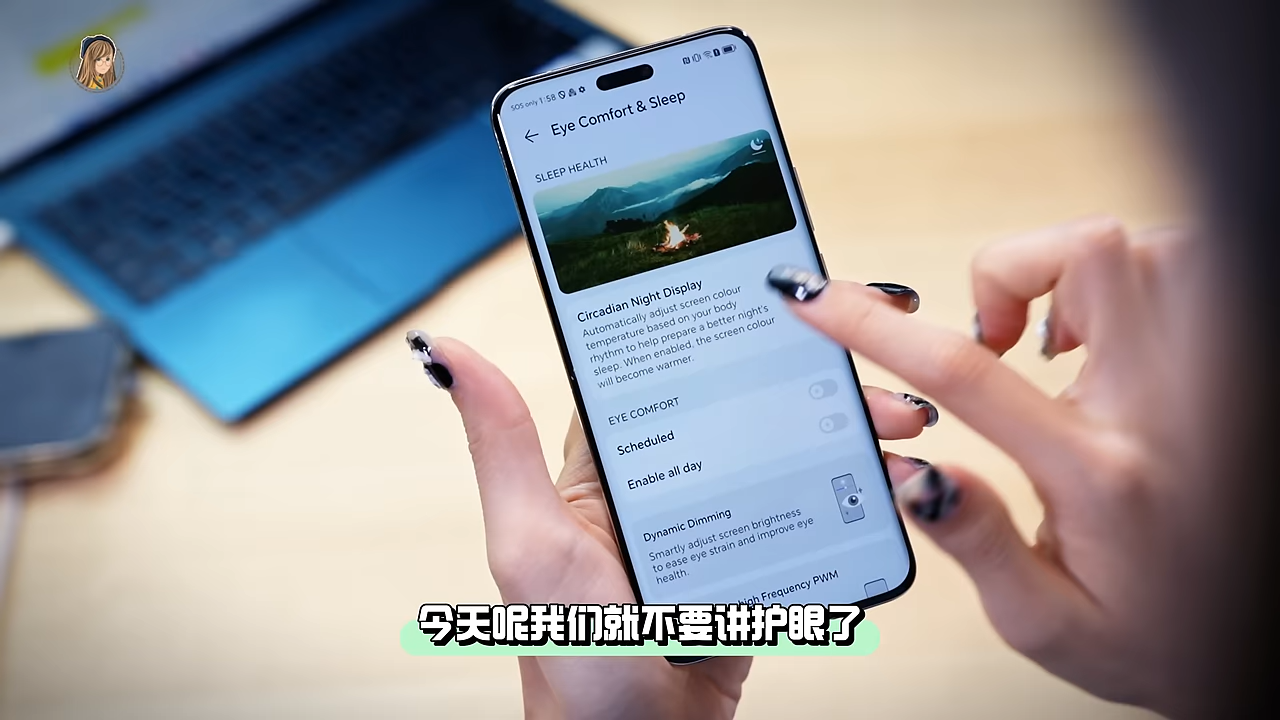 SOS only 1:58
Eye Comfort & Sleep
SLEEP HEALTH
Circadian Night Display
Automatically adjust screen colour
temperature based on your body
rhythm to help prepare a better night's
sleep. When enabled, the screen colour
will become warmer.
EYE COMFORT
Scheduled
Enable all day
Dynamic Dimming
Smartly adjust screen brightness
to ease eye strain and improve eye
health.
high Frequency PWM
今天呢我们就不要讲护眼了